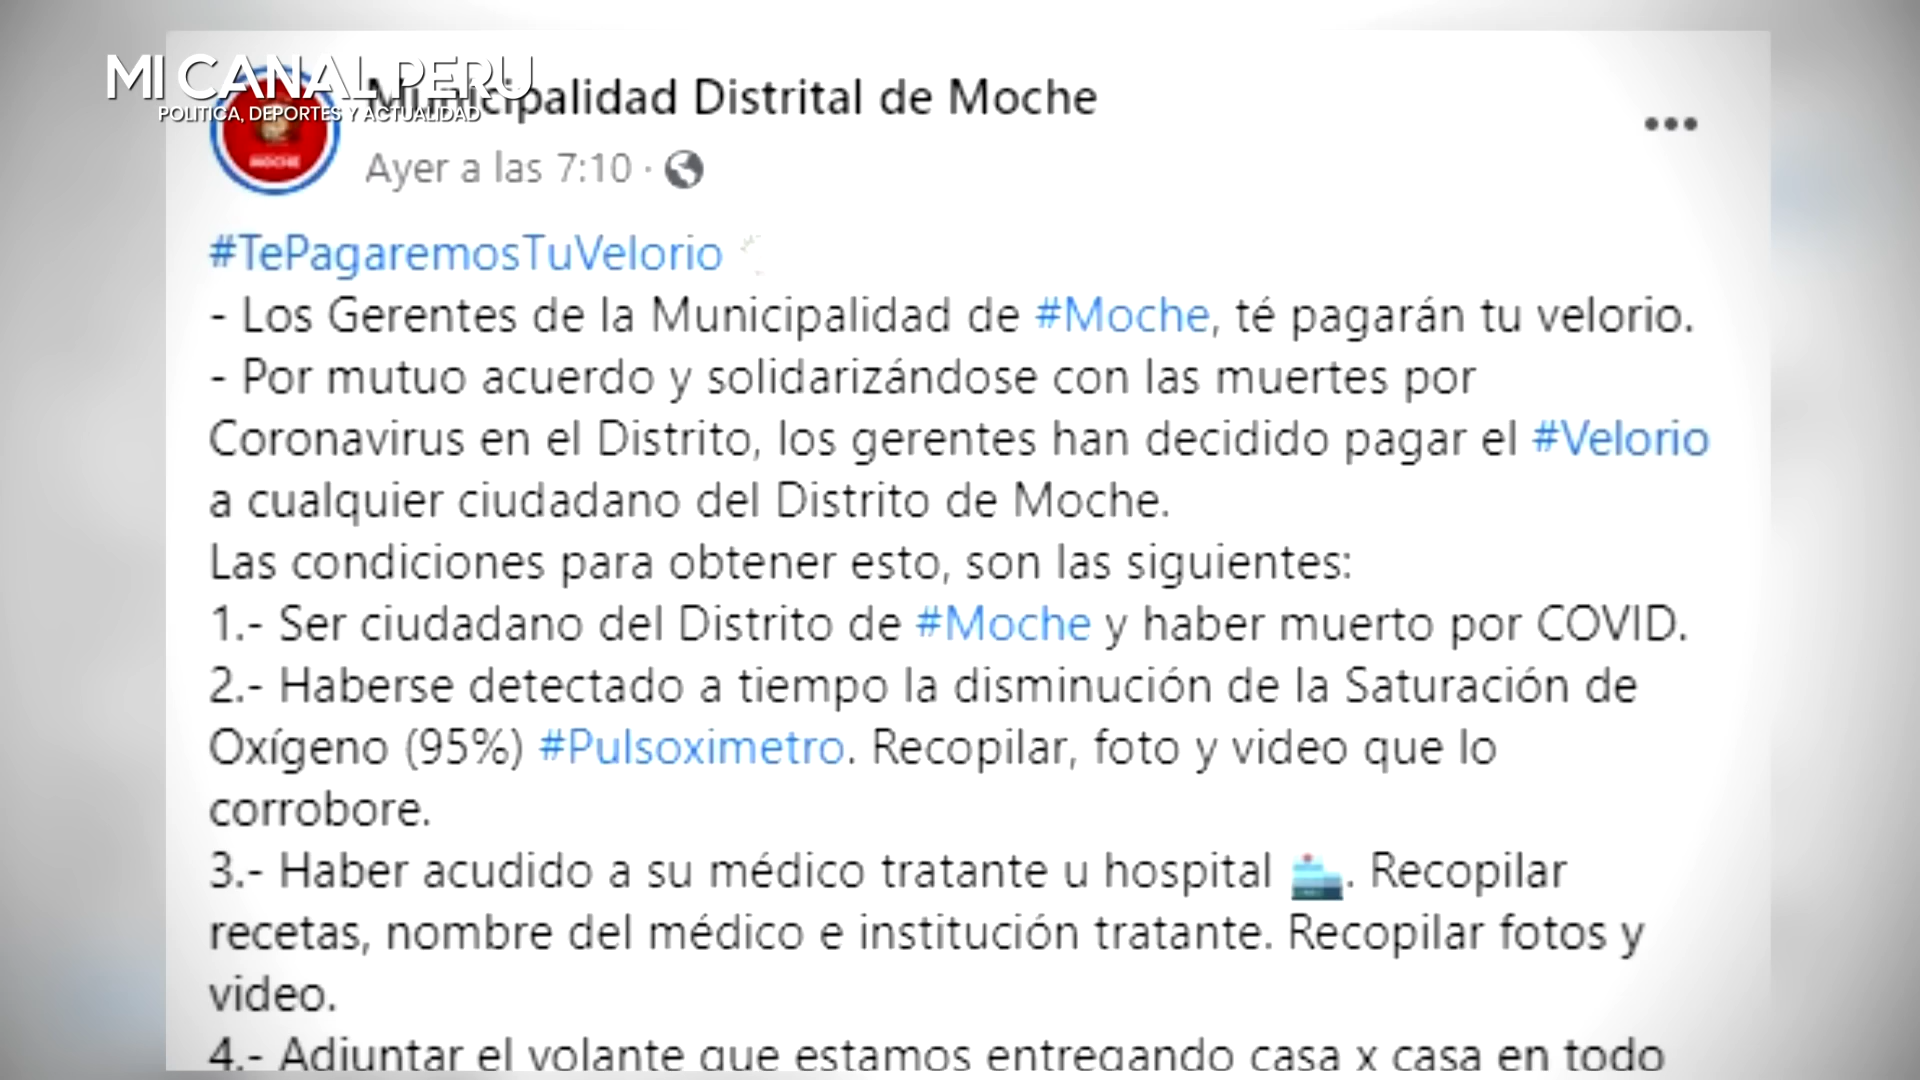 MI CANAL PERU
POLITICA, DEPORTES Y ACTUALIDAD
Municipalidad Distrital de Moche
MOCHE
Ayer a las 7:10 ·
#TePagaremosTuVelorio
- Los Gerentes de la Municipalidad de #Moche, té pagarán tu velorio.
- Por mutuo acuerdo y solidarizándose con las muertes por
Coronavirus en el Distrito, los gerentes han decidido pagar el #Velorio
a cualquier ciudadano del Distrito de Moche.
Las condiciones para obtener esto, son las siguientes:
1.- Ser ciudadano del Distrito de #Moche y haber muerto por COVID.
2.- Haberse detectado a tiempo la disminución de la Saturación de
Oxígeno (95%) #Pulsoximetro. Recopilar, foto y video que lo
corrobore.
3.- Haber acudido a su médico tratante u hospital 🏥. Recopilar
recetas, nombre del médico e institución tratante. Recopilar fotos y
video.
4.- Adjuntar el volante que estamos entregando casa x casa en todo